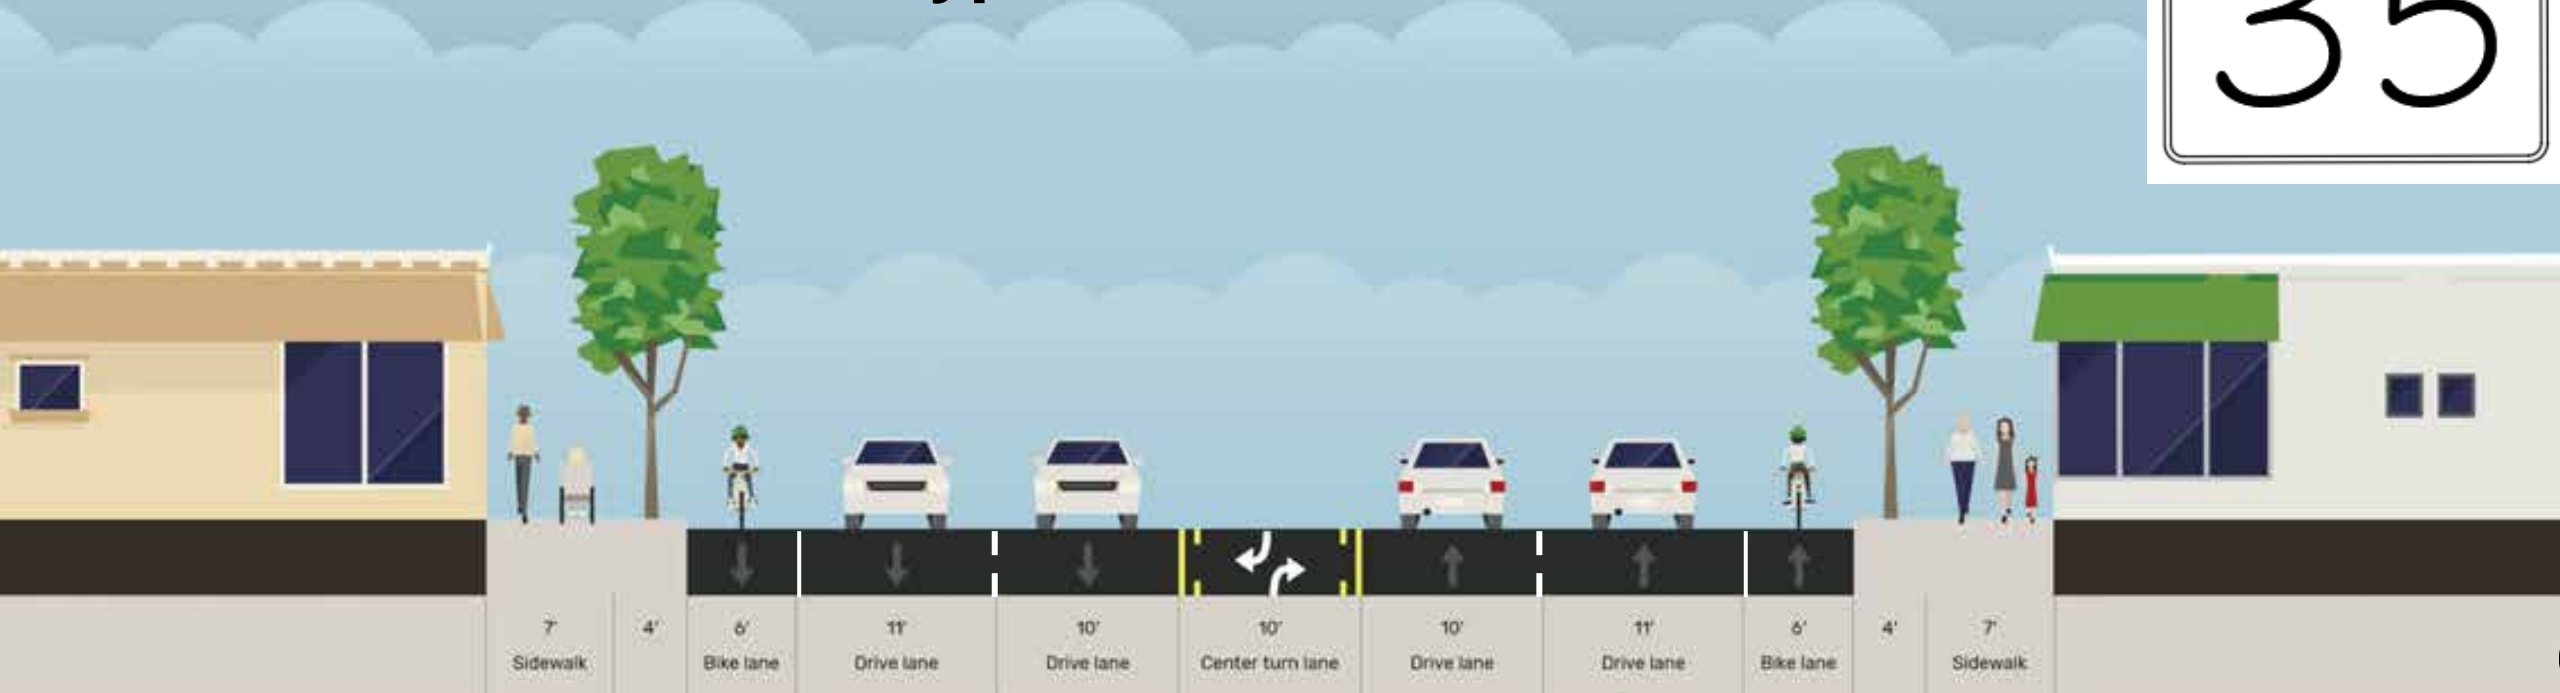 35
7' 4' 6' 11' 10' 10' 10' 11' 6' 4' 7'
Sidewalk Bike lane Drive lane Drive lane Center turn lane Drive lane Drive lane Bike lane Sidewalk